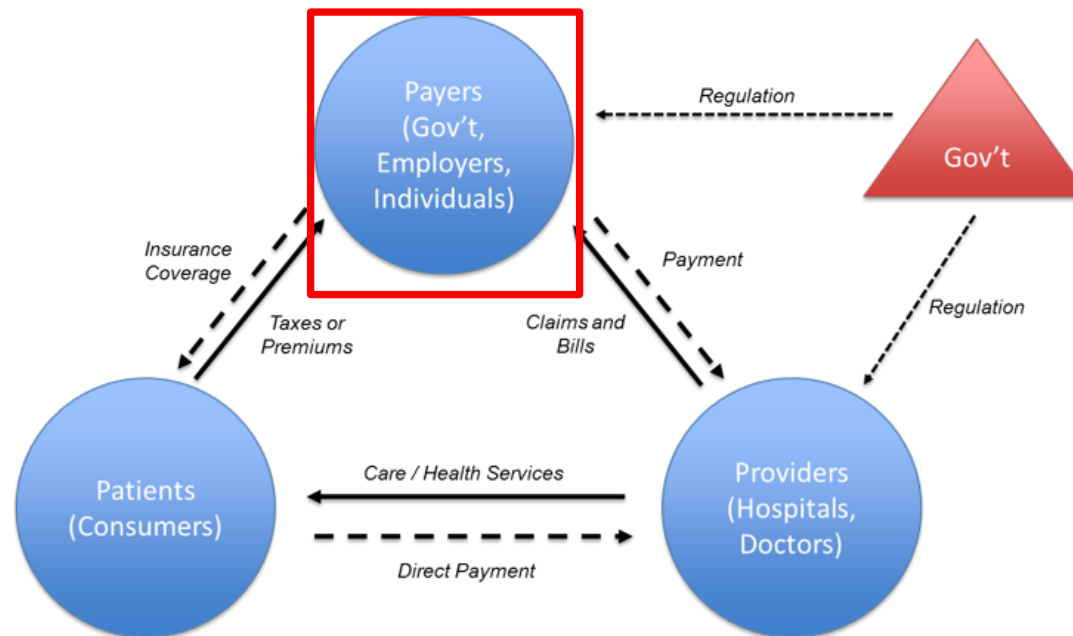 Payers
(Gov't,
Employers,
Individuals)
Regulation
Gov't
Insurance
Coverage
Payment
Taxes or
Premiums
Claims and
Bills
Regulation
Patients
(Consumers)
Care / Health Services
Direct Payment
Providers
(Hospitals,
Doctors)